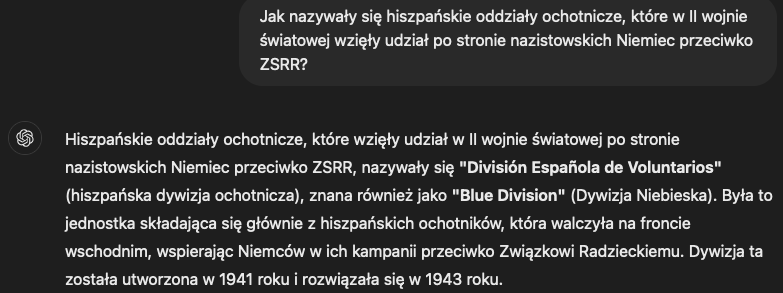 Jak nazywały się hiszpańskie oddziały ochotnicze, które w II wojnie
światowej wzięły udział po stronie nazistowskich Niemiec przeciwko
ZSRR?
Hiszpańskie oddziały ochotnicze, które wzięły udział w II wojnie światowej po stronie
nazistowskich Niemiec przeciwko ZSRR, nazywały się "División Española de Voluntarios"
(hiszpańska dywizja ochotnicza), znana również jako "Blue Division" (Dywizja Niebieska). Była to
jednostka składająca się głównie z hiszpańskich ochotników, która walczyła na froncie
wschodnim, wspierając Niemców w ich kampanii przeciwko Związkowi Radzieckiemu. Dywizja ta
została utworzona w 1941 roku i rozwiązała się w 1943 roku.